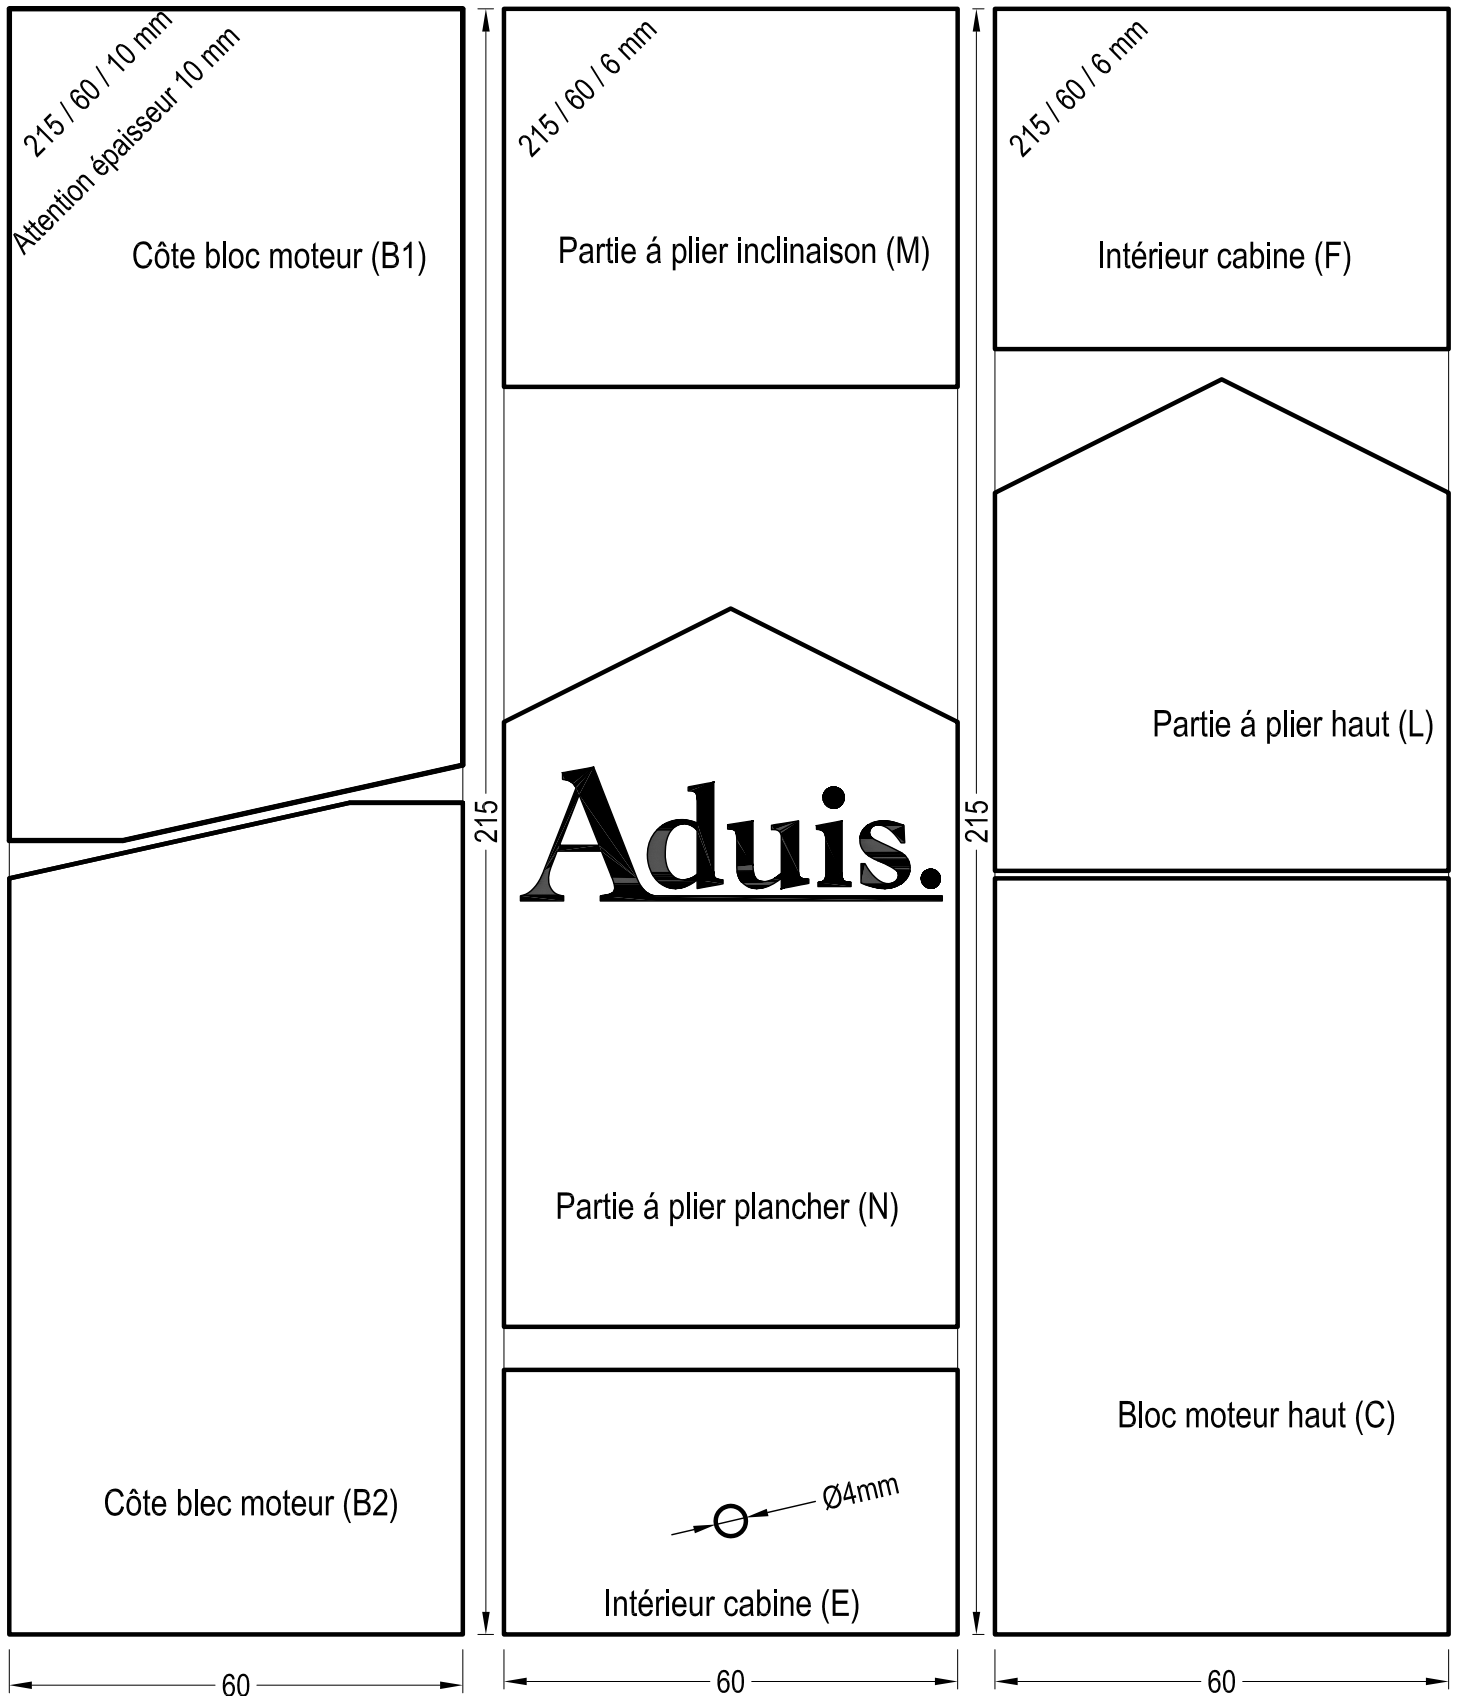 215 / 60 / 10 mm
Attention épaisseur 10 mm
Côte bloc moteur (B1)
Côte blec moteur (B2)
60
215
215 / 60 / 6 mm
Partie á plier inclinaison (M)
Aduis.
Partie á plier plancher (N)
Ø4mm
Intérieur cabine (E)
60
215
215 / 60 / 6 mm
Intérieur cabine (F)
Partie á plier haut (L)
Bloc moteur haut (C)
60